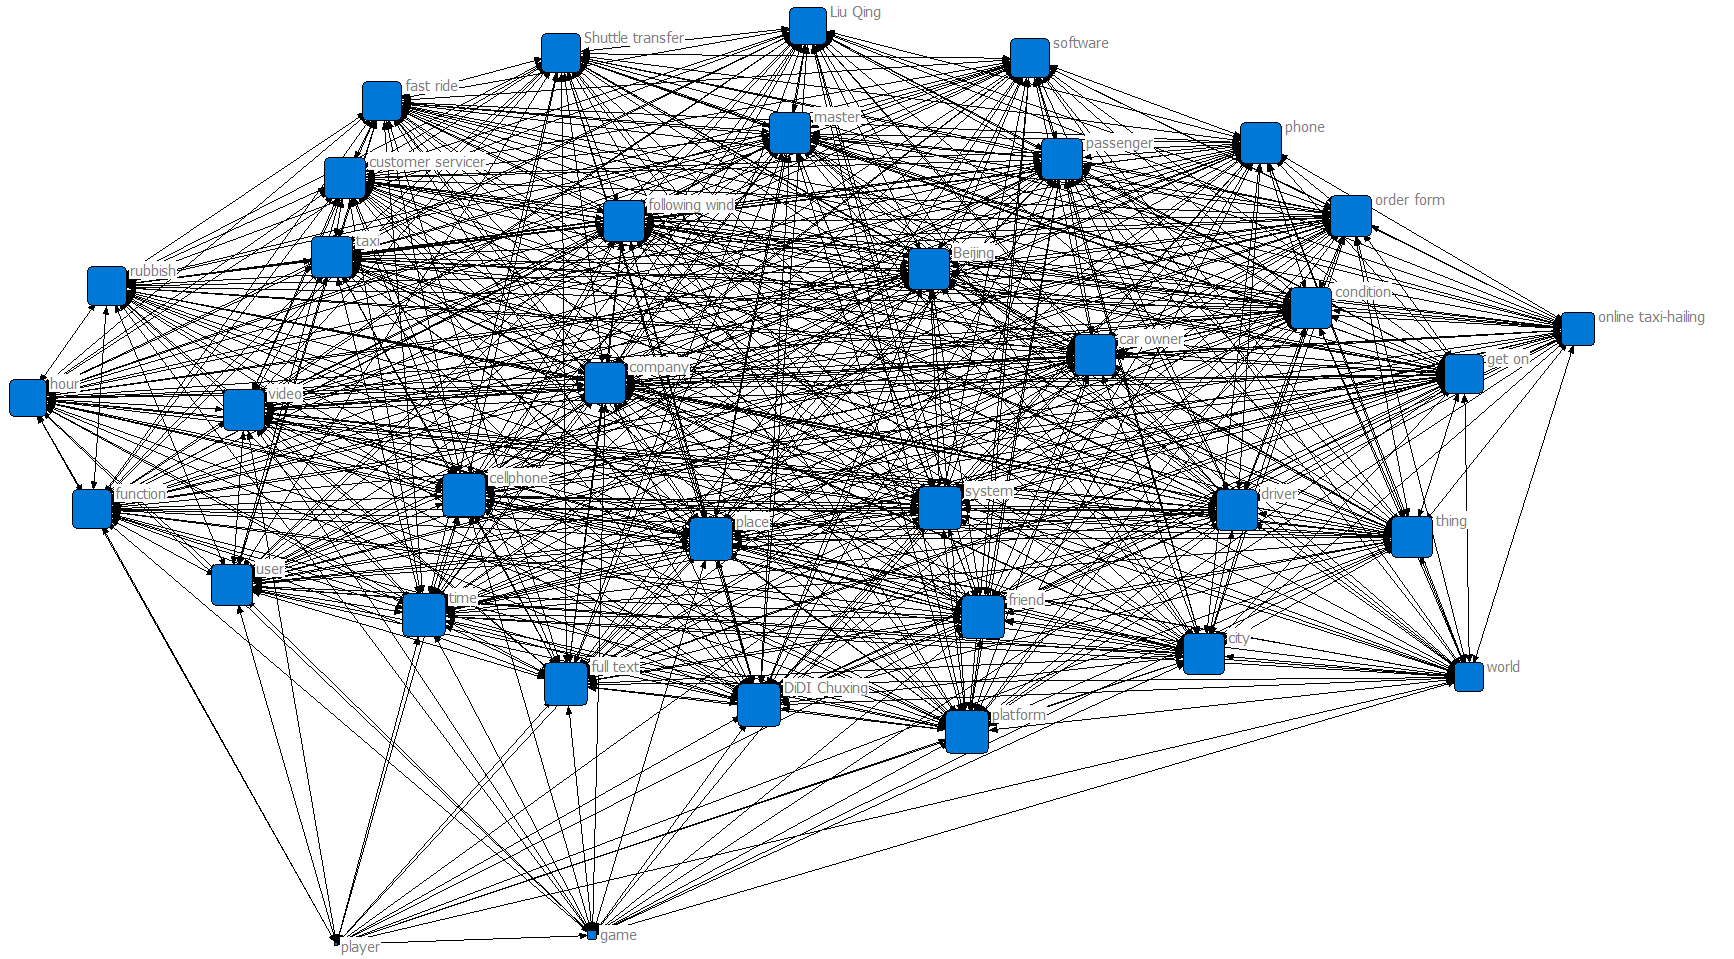 Liu Qing
Shuttle transfer
software
fast ride
master
phone
passenger
customer servicer
order form
following wind
taxi
Beijing
rubbish
condition
online taxi-hailing
car owner
get on
company
hour
video
cellphone
system
function
driver
place
thing
user
time
friend
city
full text
world
DiDI Chuxing
platform
game
player